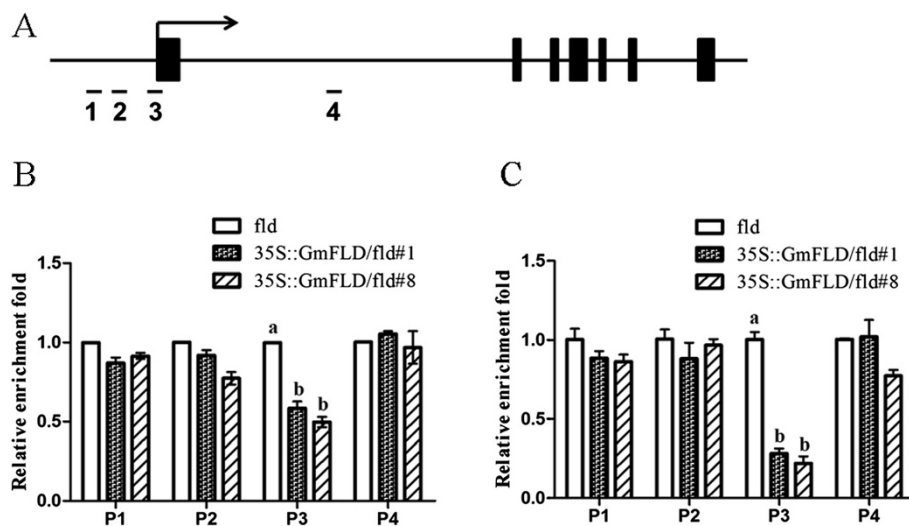 A
1 2 3 4
B
fld
35S::GmFLD/fld#1
35S::GmFLD/fld#8
Relative enrichment fold
1.5
1.0
0.5
0.0
a
b b
P1 P2 P3 P4
C
fld
35S::GmFLD/fld#1
35S::GmFLD/fld#8
Relative enrichment fold
1.5
1.0
0.5
0.0
a
b b
P1 P2 P3 P4